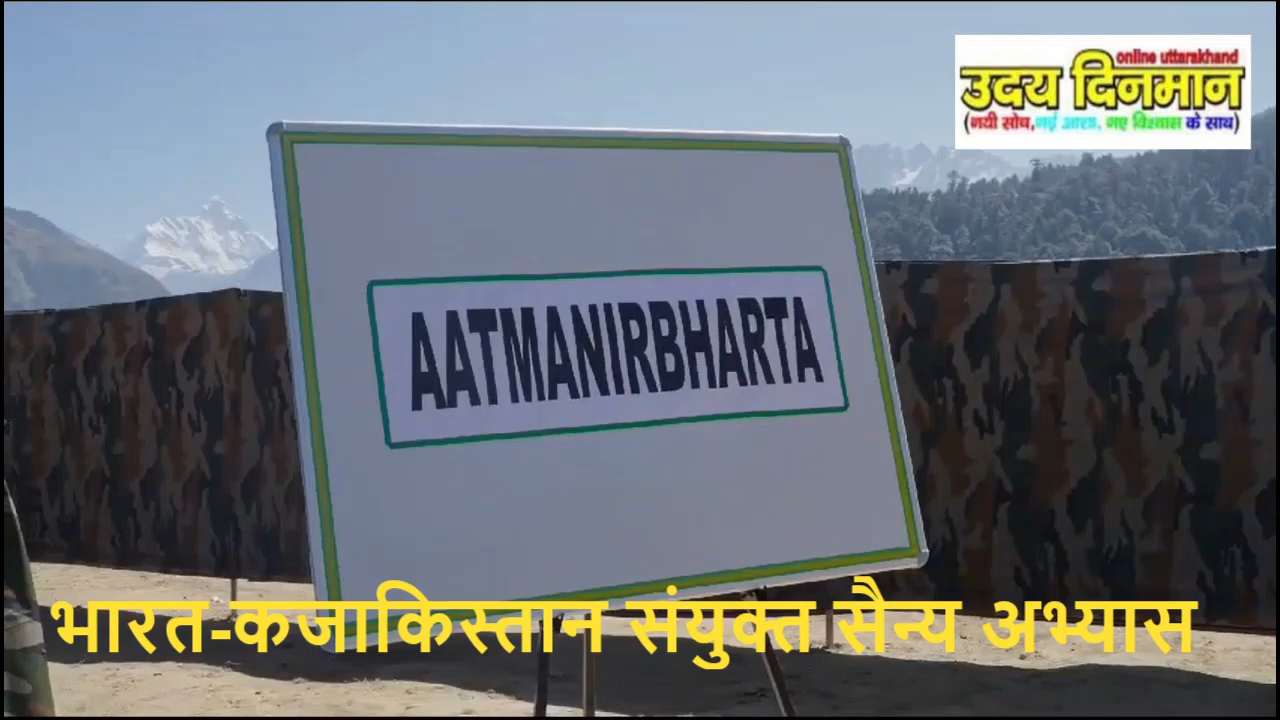 online uttarakhand
उदय दिनमान
(नयी सोच,नई आशा, नए विश्वास के साथ)
AATMANIRBHARTA
भारत-कजाकिस्तान संयुक्त सैन्य अभ्यास